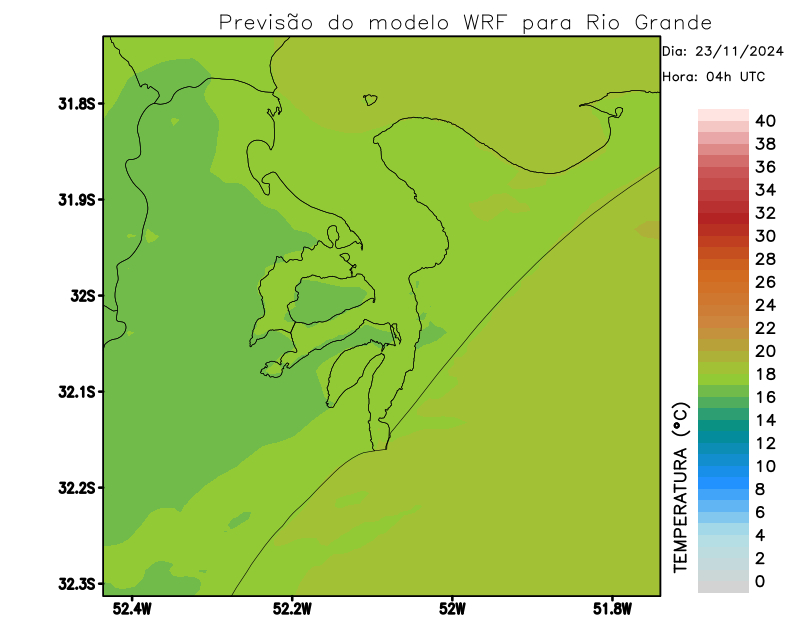 Previsão do modelo WRF para Rio Grande
Dia: 23/11/2024
Hora: 04h UTC
31.8S
31.9S
32S
32.1S
32.2S
32.3S
52.4W
52.2W
52W
51.8W
TEMPERATURA (°C)
40
38
36
34
32
30
28
26
24
22
20
18
16
14
12
10
8
6
4
2
0